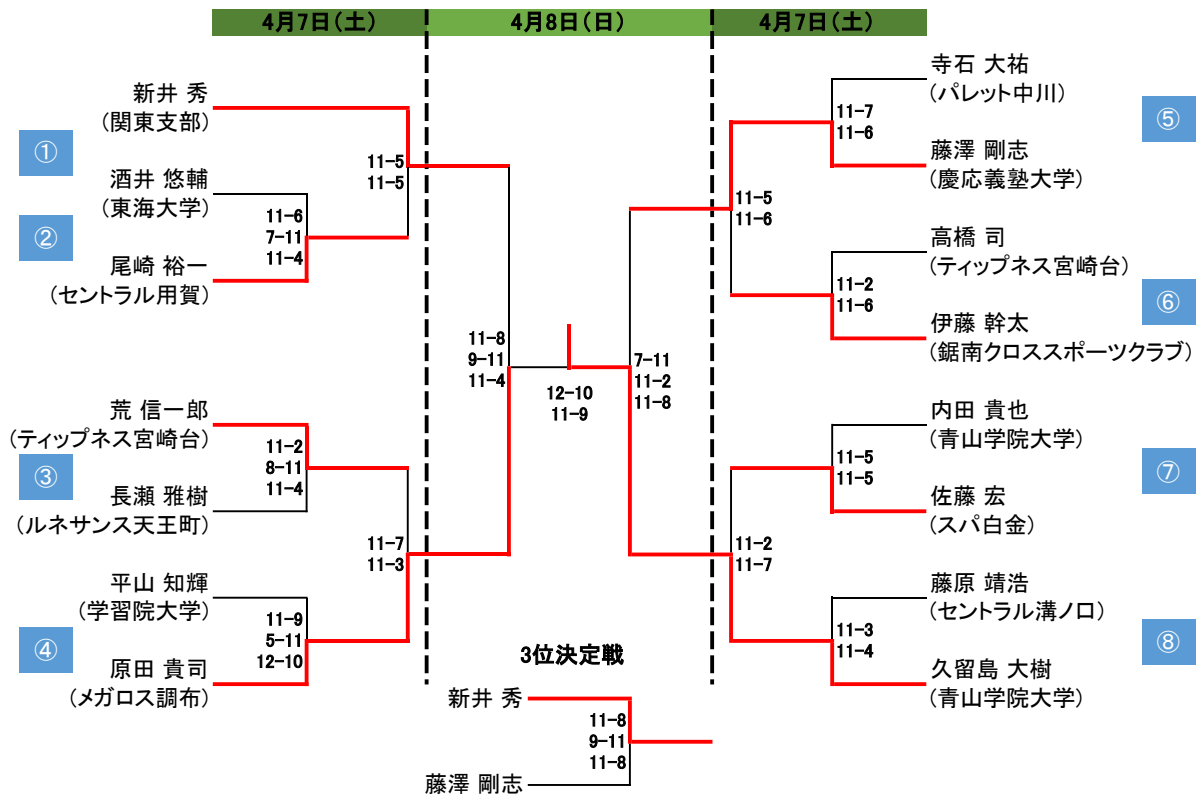 4月7日(土)
4月8日(日)
4月7日(土)
①
新井 秀
(関東支部)
11-5
11-5
②
酒井 悠輔
(東海大学)
11-6
7-11
11-4
尾崎 裕一
(セントラル用賀)
11-8
9-11
11-4
③
荒 信一郎
(ティップネス宮崎台)
11-2
8-11
11-4
長瀬 雅樹
(ルネサンス天王町)
11-7
11-3
④
平山 知輝
(学習院大学)
11-9
5-11
12-10
原田 貴司
(メガロス調布)
12-10
11-9
寺石 大祐
(パレット中川)
11-7
11-6
⑤
藤澤 剛志
(慶応義塾大学)
11-5
11-6
高橋 司
(ティップネス宮崎台)
11-2
11-6
⑥
伊藤 幹太
(鋸南クロススポーツクラブ)
7-11
11-2
11-8
内田 貴也
(青山学院大学)
11-5
11-5
⑦
佐藤 宏
(スパ白金)
11-2
11-7
藤原 靖浩
(セントラル溝ノ口)
11-3
11-4
⑧
久留島 大樹
(青山学院大学)
3位決定戦
新井 秀
11-8
9-11
11-8
藤澤 剛志